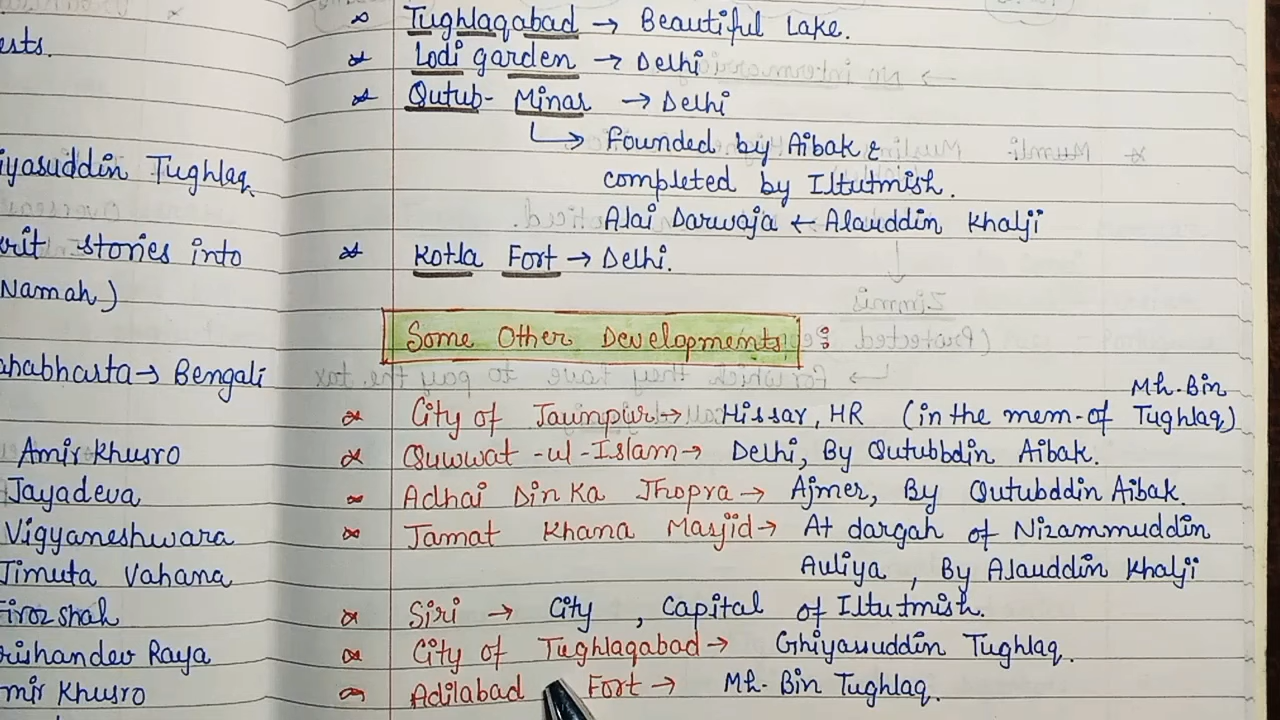 ests.
iyasuddin Tughlaq
rit stories into
Namah)
ahabharta → Bengali
Amir Khusro
Jayadeva
Vigyaneshwara
Jimuta Vahana
Firoz shah
rishandev Raya
mir Khusro
Tughlaqabad → Beautiful Lake.
Lodi garden → Delhi
Qutub- Minar → Delhi
↳ Founded by Aibak &
completed by Iltutmish.
Alai Darwaja ← Alauddin Khalji
Kotla Fort → Delhi.
Some Other Developments :
City of Jaunpur → Hissar, HR (in the mem-of Mh. Bin Tughlaq)
Quwwat -ul-Islam → Delhi, By Qutubbdin Aibak.
Adhai Din Ka Jhopra → Ajmer, By Qutubddin Aibak.
Jamat Khana Masjid → At dargah of Nizammuddin
Auliya, By Alauddin Khalji
Siri → City, Capital of Iltutmish.
City of Tughlaqabad → Ghiyasuddin Tughlaq.
Adilabad Fort → Mh- Bin Tughlaq.